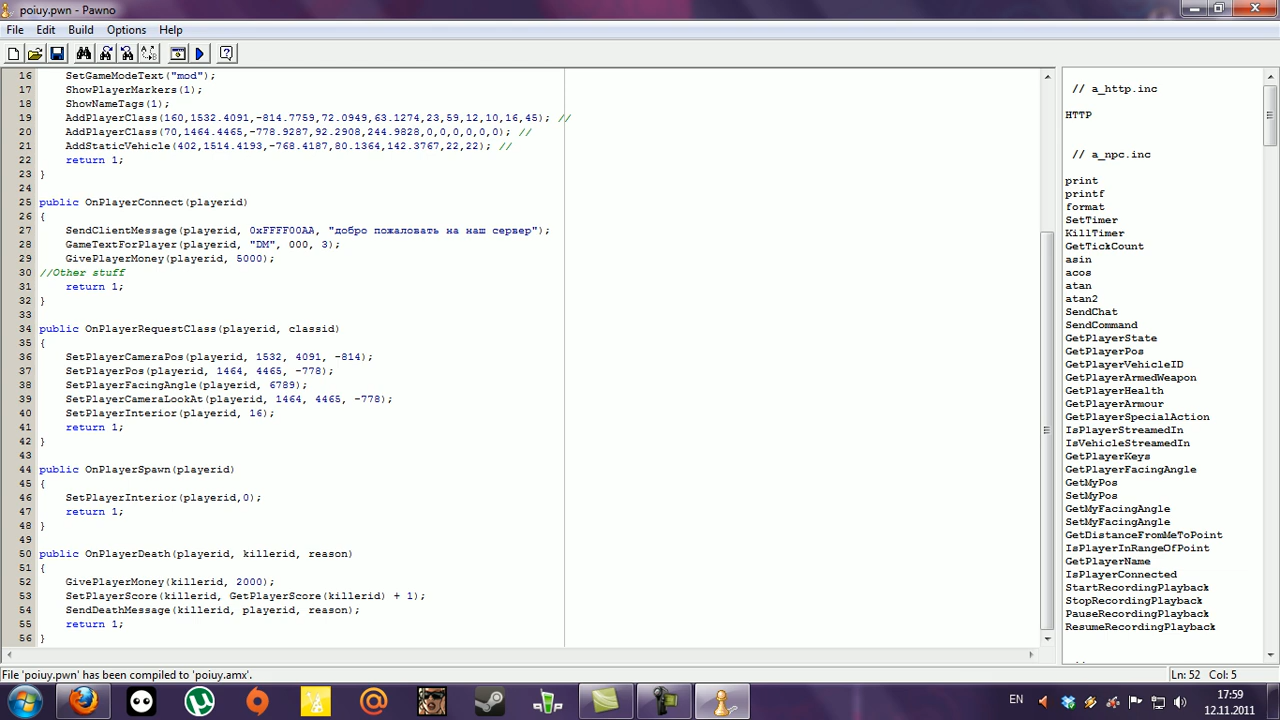 poiuy.pwn - Pawno
File Edit Build Options Help
16 SetGameModeText("mod");
17 ShowPlayerMarkers(1);
18 ShowNameTags(1);
19 AddPlayerClass(160,1532.4091,-814.7759,72.0949,63.1274,23,59,12,10,16,45); //
20 AddPlayerClass(70,1464.4465,-778.9287,92.2908,244.9828,0,0,0,0,0,0); //
21 AddStaticVehicle(402,1514.4193,-768.4187,80.1364,142.3767,22,22); //
22 return 1;
23 }
24
25 public OnPlayerConnect(playerid)
26 {
27 SendClientMessage(playerid, 0xFFFF00AA, "добро пожаловать на наш сервер");
28 GameTextForPlayer(playerid, "DM", 000, 3);
29 GivePlayerMoney(playerid, 5000);
30 //Other stuff
31 return 1;
32 }
33
34 public OnPlayerRequestClass(playerid, classid)
35 {
36 SetPlayerCameraPos(playerid, 1532, 4091, -814);
37 SetPlayerPos(playerid, 1464, 4465, -778);
38 SetPlayerFacingAngle(playerid, 6789);
39 SetPlayerCameraLookAt(playerid, 1464, 4465, -778);
40 SetPlayerInterior(playerid, 16);
41 return 1;
42 }
43
44 public OnPlayerSpawn(playerid)
45 {
46 SetPlayerInterior(playerid,0);
47 return 1;
48 }
49
50 public OnPlayerDeath(playerid, killerid, reason)
51 {
52 GivePlayerMoney(killerid, 2000);
53 SetPlayerScore(killerid, GetPlayerScore(killerid) + 1);
54 SendDeathMessage(killerid, playerid, reason);
55 return 1;
56 }
// a_http.inc
HTTP
// a_npc.inc
print
printf
format
SetTimer
KillTimer
GetTickCount
asin
acos
atan
atan2
SendChat
SendCommand
GetPlayerState
GetPlayerPos
GetPlayerVehicleID
GetPlayerArmedWeapon
GetPlayerHealth
GetPlayerArmour
GetPlayerSpecialAction
IsPlayerStreamedIn
IsVehicleStreamedIn
GetPlayerKeys
GetPlayerFacingAngle
GetMyPos
SetMyPos
GetMyFacingAngle
SetMyFacingAngle
GetDistanceFromMeToPoint
IsPlayerInRangeOfPoint
GetPlayerName
IsPlayerConnected
StartRecordingPlayback
StopRecordingPlayback
PauseRecordingPlayback
ResumeRecordingPlayback
File 'poiuy.pwn' has been compiled to 'poiuy.amx'.
Ln: 52 Col: 5
EN
17:59
12.11.2011